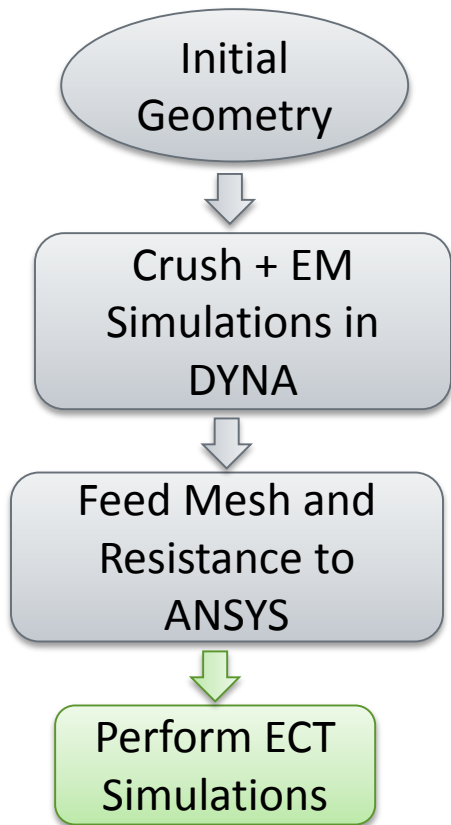 Initial
Geometry
Crush + EM
Simulations in
DYNA
Feed Mesh and
Resistance to
ANSYS
Perform ECT
Simulations